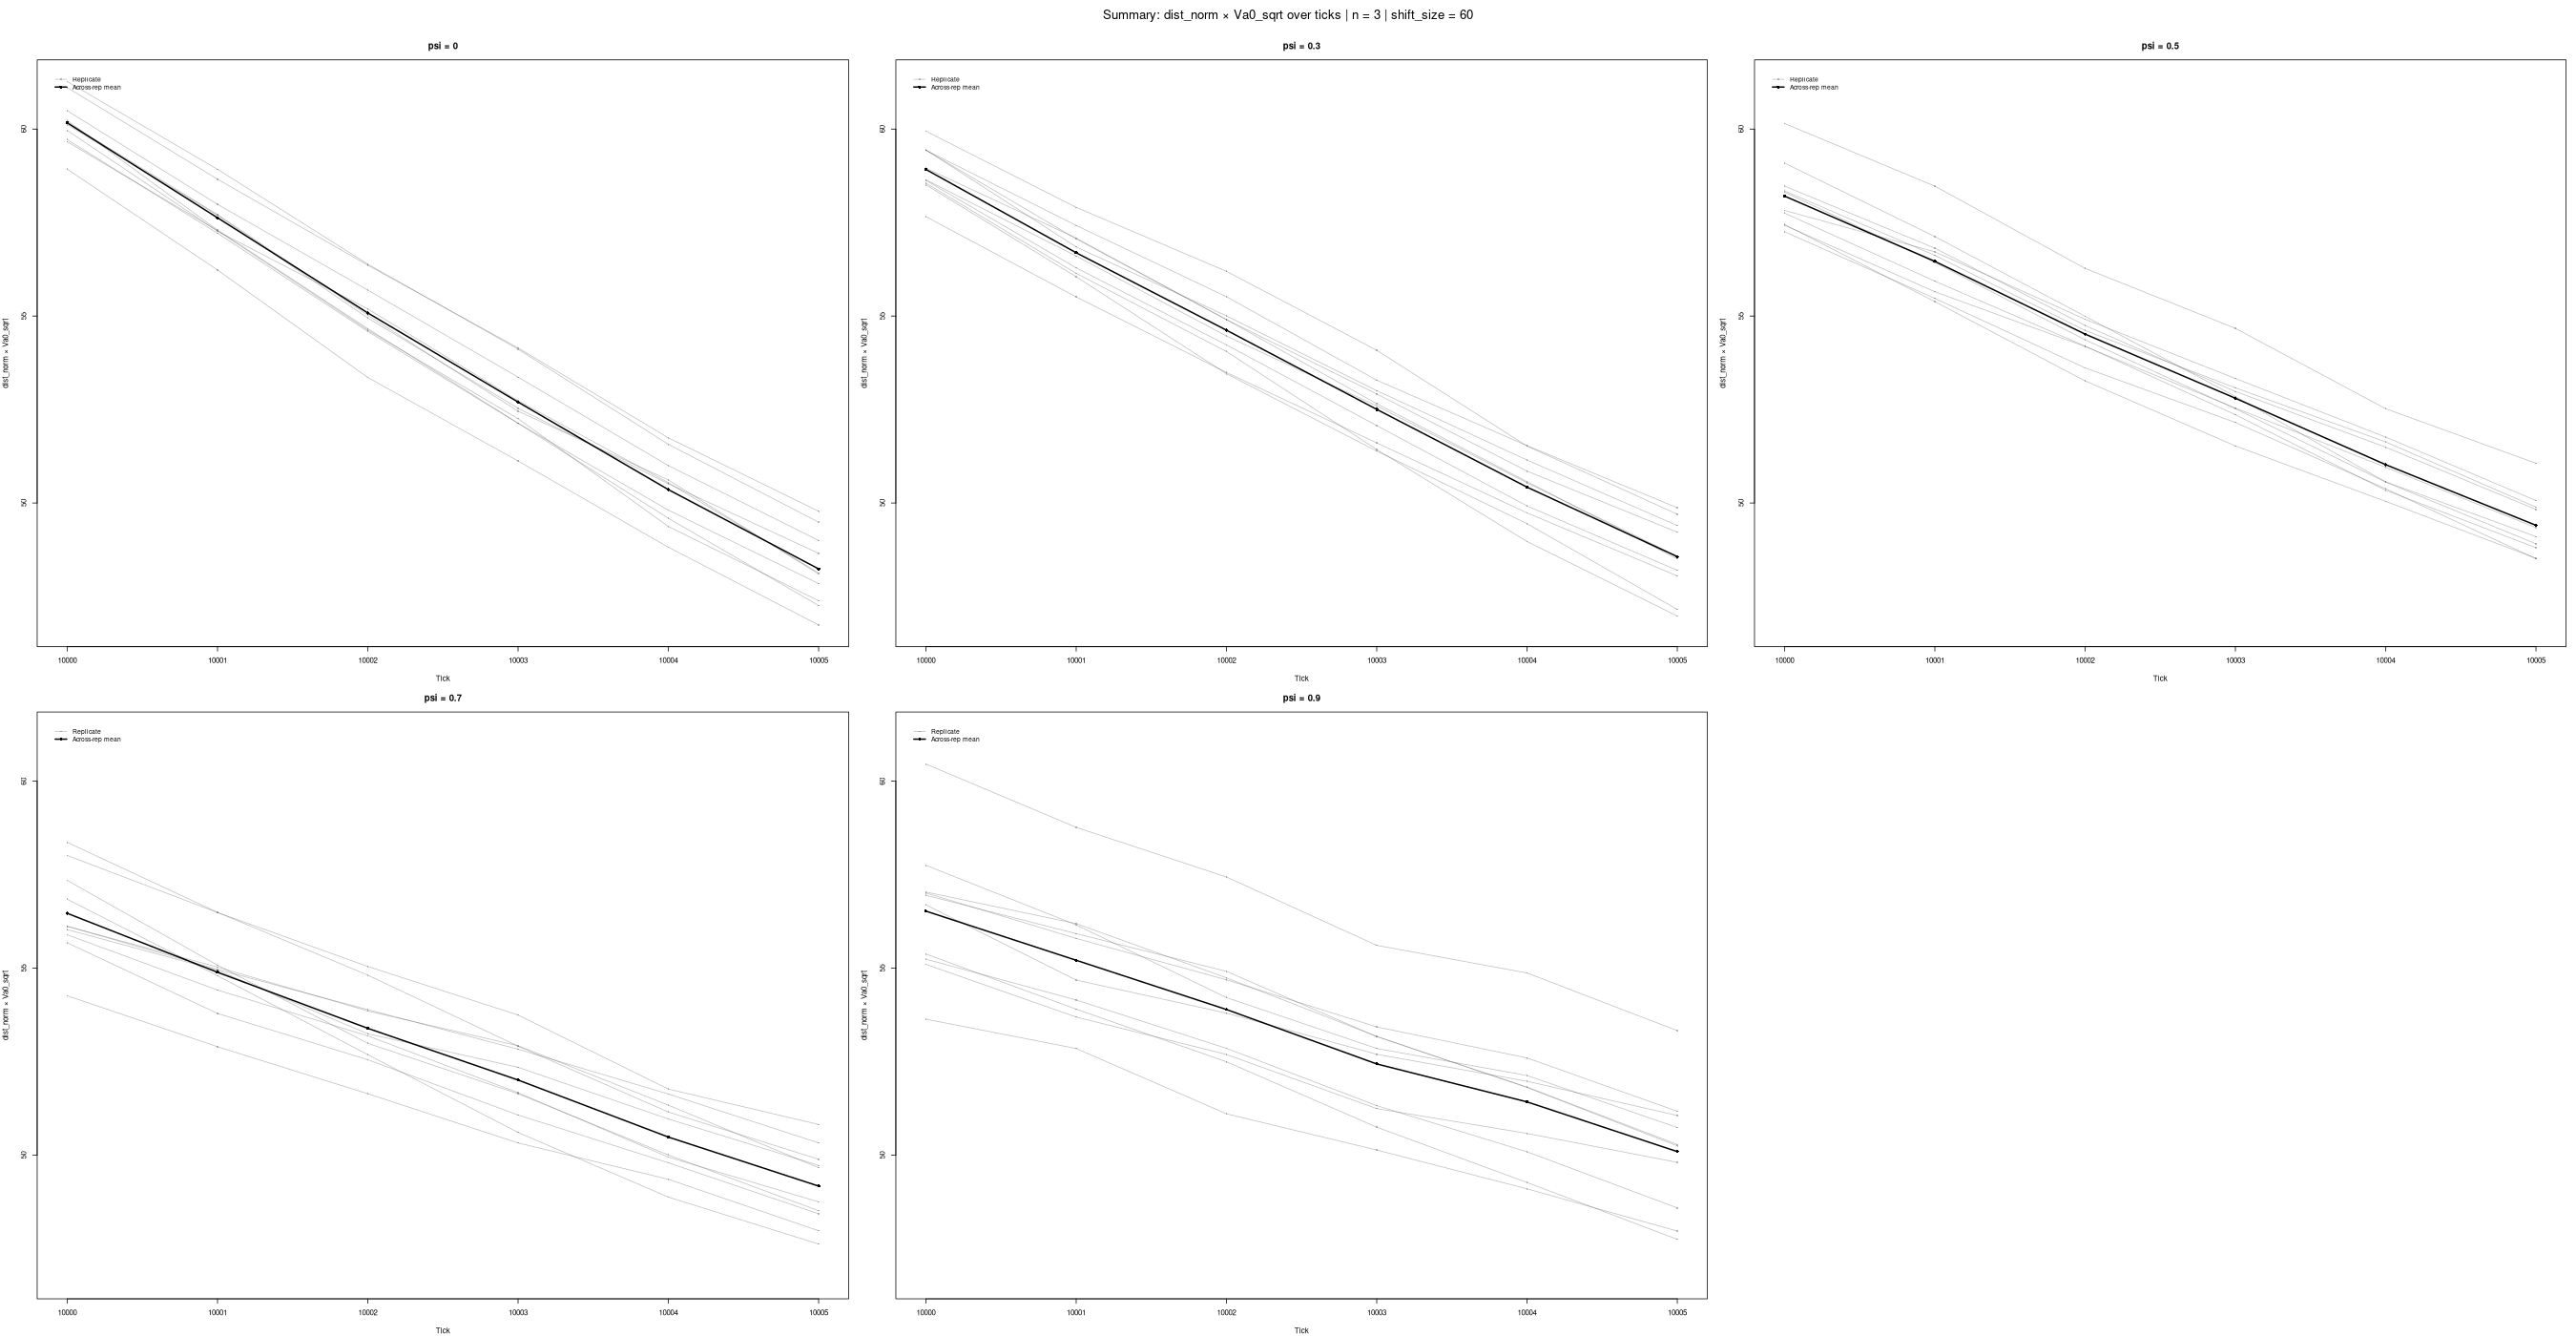 Summary: dist_norm × Va0_sqrt over ticks | n = 3 | shift_size = 60
psi = 0
Replicate
Across-rep mean
dist_norm × Va0_sqrt
60
55
50
10000 10001 10002 10003 10004 10005
Tick
psi = 0.3
Replicate
Across-rep mean
dist_norm × Va0_sqrt
60
55
50
10000 10001 10002 10003 10004 10005
Tick
psi = 0.5
Replicate
Across-rep mean
dist_norm × Va0_sqrt
60
55
50
10000 10001 10002 10003 10004 10005
Tick
psi = 0.7
Replicate
Across-rep mean
dist_norm × Va0_sqrt
60
55
50
10000 10001 10002 10003 10004 10005
Tick
psi = 0.9
Replicate
Across-rep mean
dist_norm × Va0_sqrt
60
55
50
10000 10001 10002 10003 10004 10005
Tick